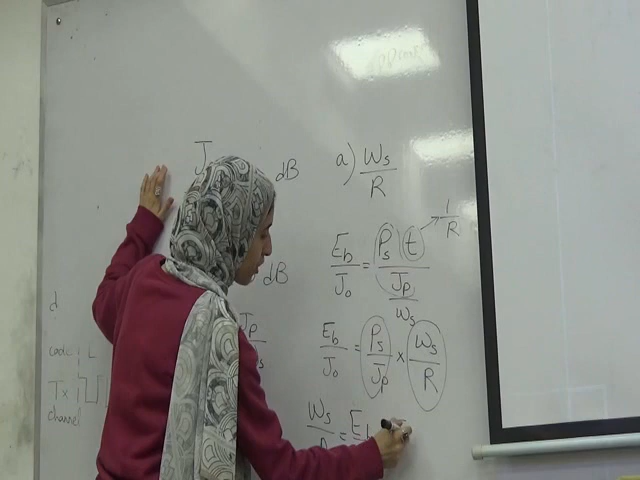 J dB
a) Ws/R
Eb/Jo = Ps t / (Jp/Ws) → 1/R
dB
Eb/Jo = Ps/Jp × Ws/R
Jp
s
Ws = Eb
d
code L
Tx
channel